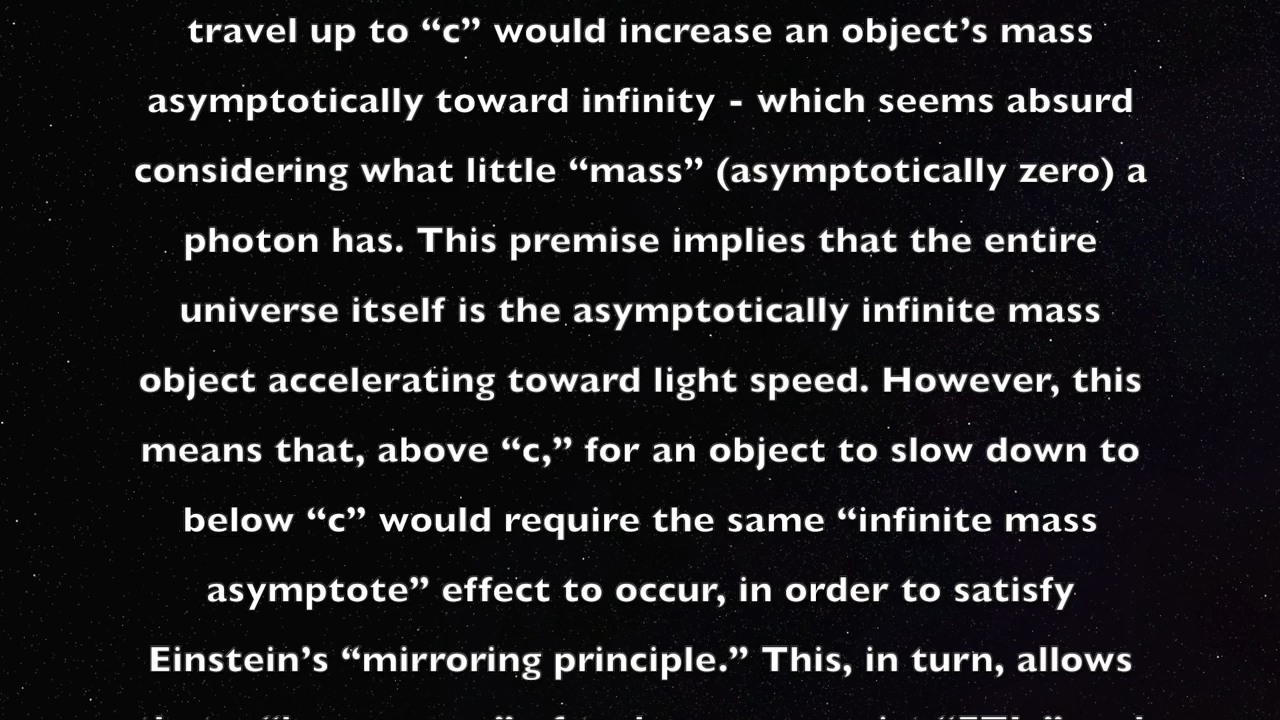 travel up to “c” would increase an object’s mass
asymptotically toward infinity - which seems absurd
considering what little “mass” (asymptotically zero) a
photon has. This premise implies that the entire
universe itself is the asymptotically infinite mass
object accelerating toward light speed. However, this
means that, above “c,” for an object to slow down to
below “c” would require the same “infinite mass
asymptote” effect to occur, in order to satisfy
Einstein’s “mirroring principle.” This, in turn, allows